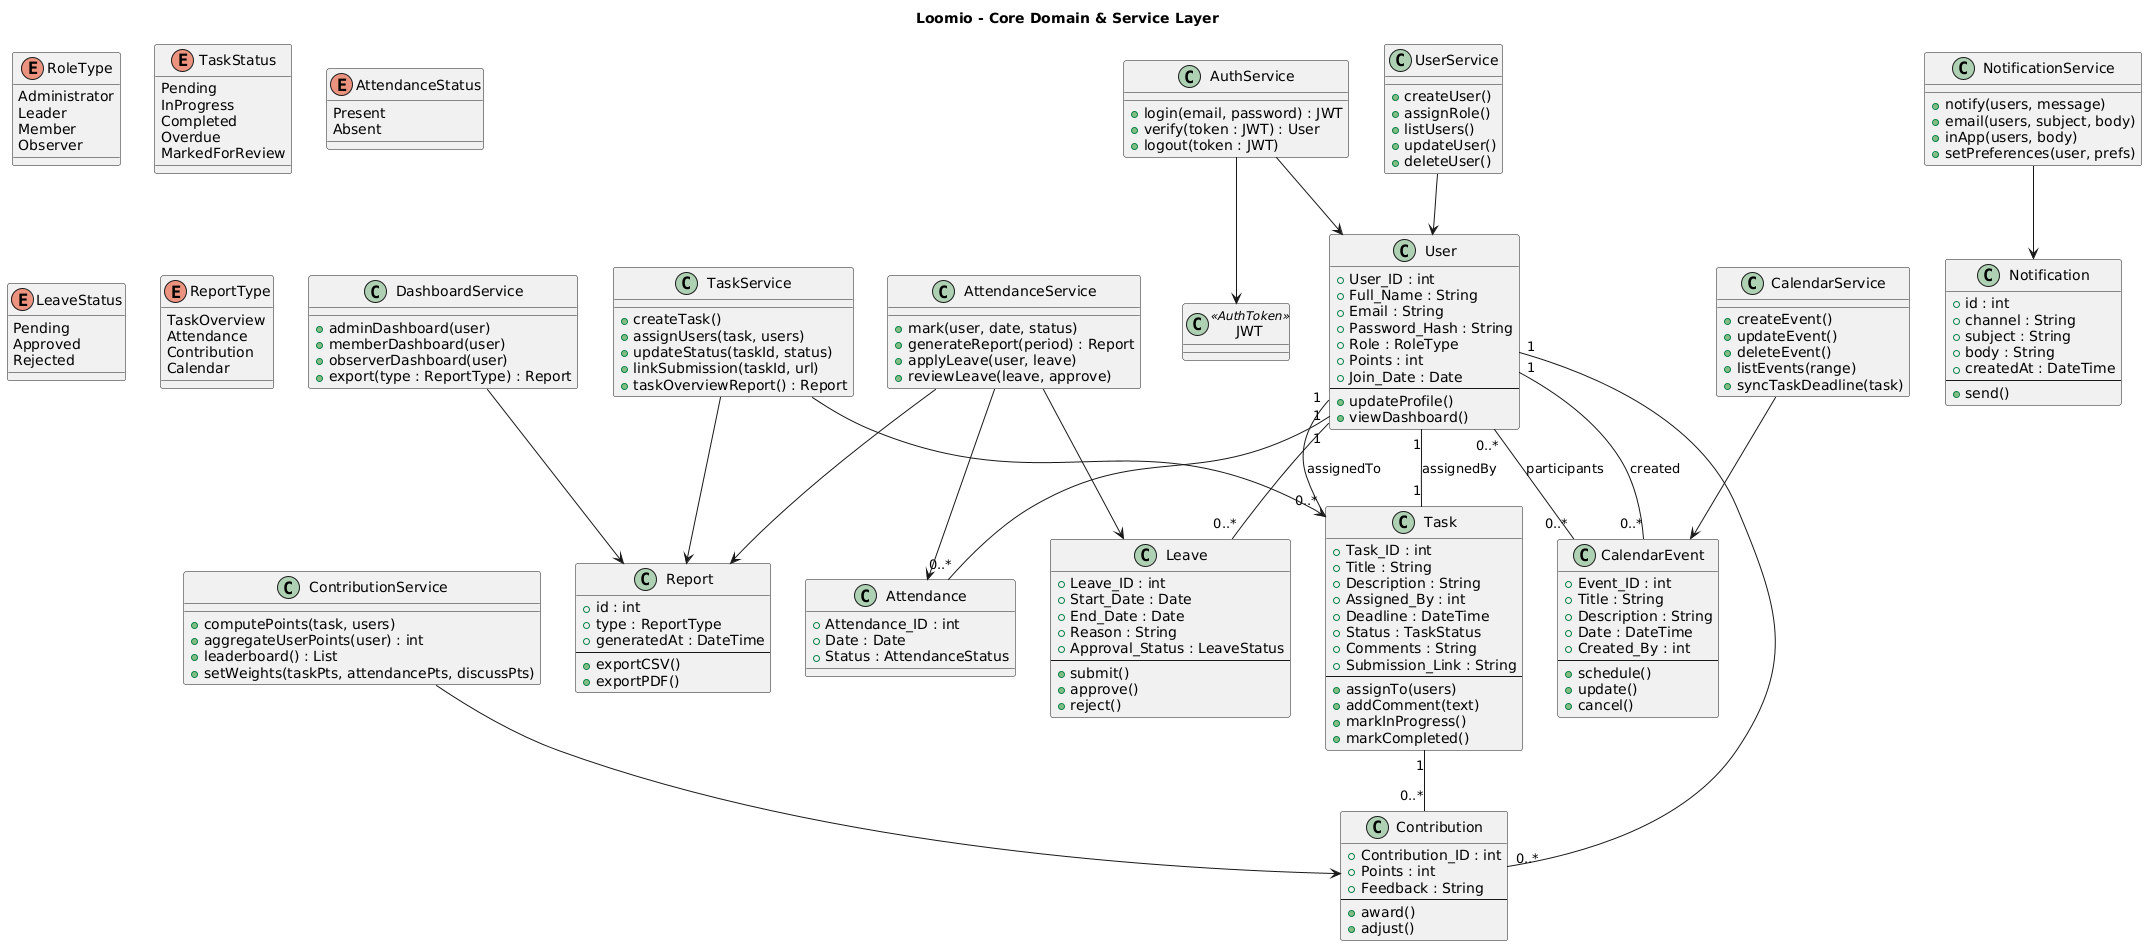 Loomio - Core Domain & Service Layer
E RoleType
Administrator
Leader
Member
Observer
E TaskStatus
Pending
InProgress
Completed
Overdue
MarkedForReview
E AttendanceStatus
Present
Absent
C AuthService
login(email, password) : JWT
verify(token : JWT) : User
logout(token : JWT)
C UserService
createUser()
assignRole()
listUsers()
updateUser()
deleteUser()
C NotificationService
notify(users, message)
email(users, subject, body)
inApp(users, body)
setPreferences(user, prefs)
E LeaveStatus
Pending
Approved
Rejected
E ReportType
TaskOverview
Attendance
Contribution
Calendar
C DashboardService
adminDashboard(user)
memberDashboard(user)
observerDashboard(user)
export(type : ReportType) : Report
C TaskService
createTask()
assignUsers(task, users)
updateStatus(taskId, status)
linkSubmission(taskId, url)
taskOverviewReport() : Report
C AttendanceService
mark(user, date, status)
generateReport(period) : Report
applyLeave(user, leave)
reviewLeave(leave, approve)
C «AuthToken»
JWT
C User
User_ID : int
Full_Name : String
Email : String
Password_Hash : String
Role : RoleType
Points : int
Join_Date : Date
updateProfile()
viewDashboard()
C CalendarService
createEvent()
updateEvent()
deleteEvent()
listEvents(range)
syncTaskDeadline(task)
C Notification
id : int
channel : String
subject : String
body : String
createdAt : DateTime
send()
1
1
1
1
1
1
0..*
assignedTo
assignedBy
participants
created
0..*
1
0..*
0..*
0..*
0..*
C ContributionService
computePoints(task, users)
aggregateUserPoints(user) : int
leaderboard() : List
setWeights(taskPts, attendancePts, discussPts)
C Report
id : int
type : ReportType
generatedAt : DateTime
exportCSV()
exportPDF()
C Attendance
Attendance_ID : int
Date : Date
Status : AttendanceStatus
C Leave
Leave_ID : int
Start_Date : Date
End_Date : Date
Reason : String
Approval_Status : LeaveStatus
submit()
approve()
reject()
C Task
Task_ID : int
Title : String
Description : String
Assigned_By : int
Deadline : DateTime
Status : TaskStatus
Comments : String
Submission_Link : String
assignTo(users)
addComment(text)
markInProgress()
markCompleted()
C CalendarEvent
Event_ID : int
Title : String
Description : String
Date : DateTime
Created_By : int
schedule()
update()
cancel()
1
0..*
C Contribution
Contribution_ID : int
Points : int
Feedback : String
award()
adjust()
0..*